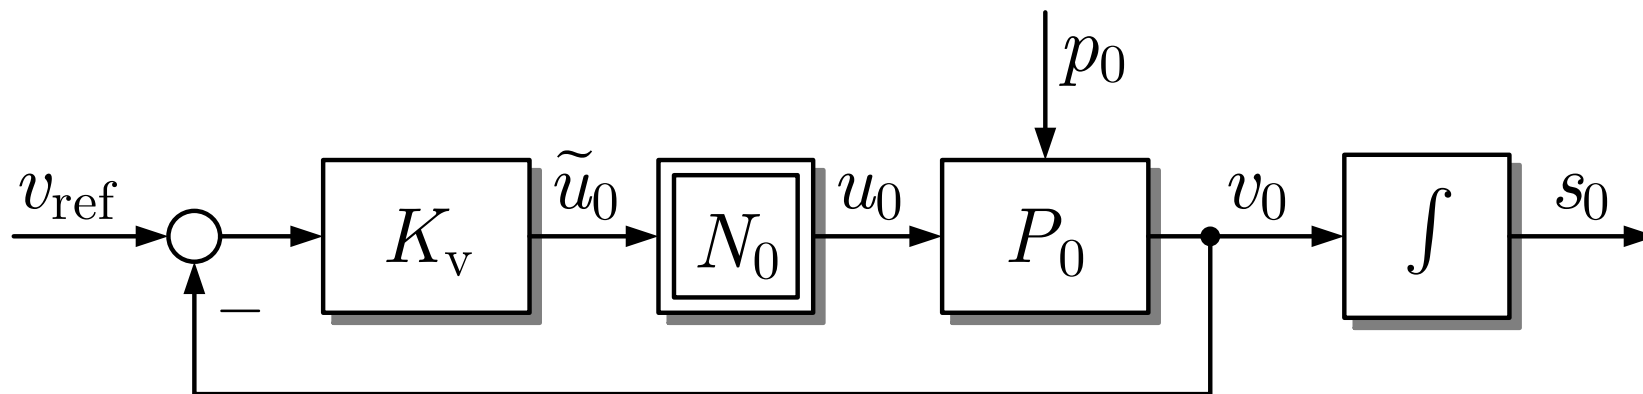 p₀
v_ref
K_v
ũ₀
N₀
u₀
P₀
v₀
∫
s₀
−